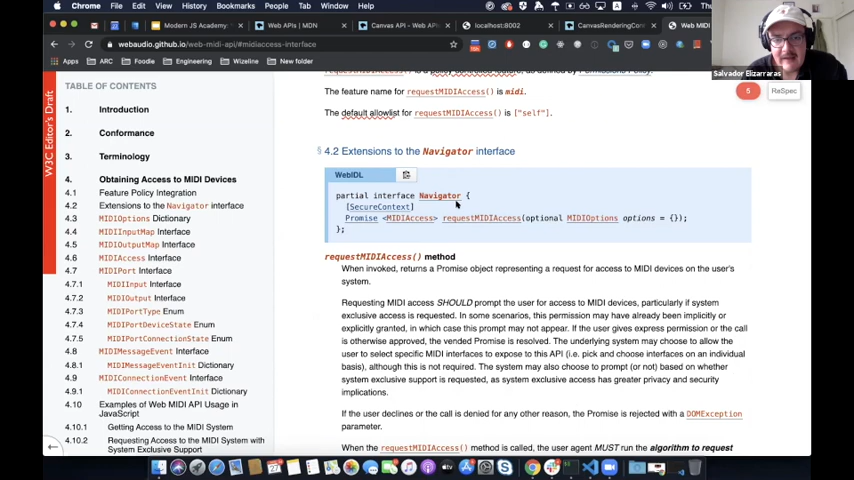 Chrome File Edit View History Bookmarks People Tab Window Help
Modern JS Academy: Web APIs | MDN Canvas API - Web AP localhost:8002 CanvasRenderingCon Web MIDI
webaudio.github.io/web-midi-api/#midiaccess-interface
Apps ARC Foodie Engineering Wizeline New folder
Salvador Elizarraras
5 ReSpec
W3C Editor's Draft
TABLE OF CONTENTS
1. Introduction
2. Conformance
3. Terminology
4. Obtaining Access to MIDI Devices
4.1 Feature Policy Integration
4.2 Extensions to the Navigator interface
4.3 MIDIOptions Dictionary
4.4 MIDIInputMap Interface
4.5 MIDIOutputMap Interface
4.6 MIDIAccess Interface
4.7 MIDIPort Interface
4.7.1 MIDIInput Interface
4.7.2 MIDIOutput Interface
4.7.3 MIDIPortType Enum
4.7.4 MIDIPortDeviceState Enum
4.7.5 MIDIPortConnectionState Enum
4.8 MIDIMessageEvent Interface
4.8.1 MIDIMessageEventInit Dictionary
4.9 MIDIConnectionEvent Interface
4.9.1 MIDIConnectionEventInit Dictionary
4.10 Examples of Web MIDI API Usage in
JavaScript
4.10.1 Getting Access to the MIDI System
4.10.2 Requesting Access to the MIDI System with
System Exclusive Support
requestMIDIAccess() is a policy-controlled feature, as defined by Permissions Policy.
The feature name for requestMIDIAccess() is midi.
The default allowlist for requestMIDIAccess() is ["self"].
§ 4.2 Extensions to the Navigator interface
WebIDL
partial interface Navigator {
[SecureContext]
Promise <MIDIAccess> requestMIDIAccess(optional MIDIOptions options = {});
};
requestMIDIAccess() method
When invoked, returns a Promise object representing a request for access to MIDI devices on the user's
system.
Requesting MIDI access SHOULD prompt the user for access to MIDI devices, particularly if system
exclusive access is requested. In some scenarios, this permission may have already been implicitly or
explicitly granted, in which case this prompt may not appear. If the user gives express permission or the call
is otherwise approved, the vended Promise is resolved. The underlying system may choose to allow the
user to select specific MIDI interfaces to expose to this API (i.e. pick and choose interfaces on an individual
basis), although this is not required. The system may also choose to prompt (or not) based on whether
system exclusive support is requested, as system exclusive access has greater privacy and security
implications.
If the user declines or the call is denied for any other reason, the Promise is rejected with a DOMException
parameter.
When the requestMIDIAccess() method is called, the user agent MUST run the algorithm to request